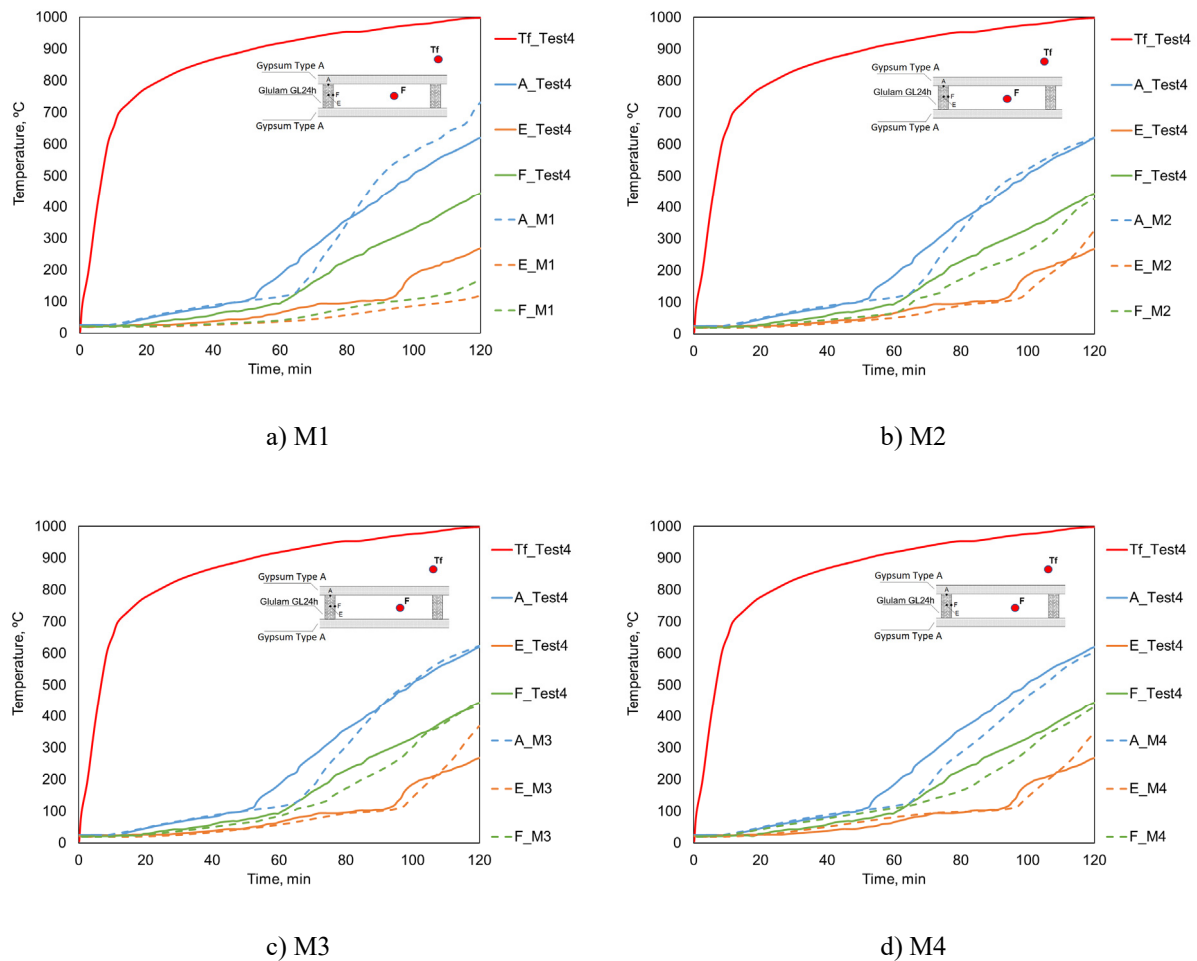 1000
900
800
700
600
500
400
300
200
100
0
Temperature, ºC
0 20 40 60 80 100 120
Time, min
Gypsum Type A
Glulam GL24h
Gypsum Type A
A
F
E
F
Tf
Tf_Test4
A_Test4
E_Test4
F_Test4
A_M1
E_M1
F_M1
a) M1
1000
900
800
700
600
500
400
300
200
100
0
Temperature, ºC
0 20 40 60 80 100 120
Time, min
Gypsum Type A
Glulam GL24h
Gypsum Type A
A
F
E
F
Tf
Tf_Test4
A_Test4
E_Test4
F_Test4
A_M2
E_M2
F_M2
b) M2
1000
900
800
700
600
500
400
300
200
100
0
Temperature, ºC
0 20 40 60 80 100 120
Time, min
Gypsum Type A
Glulam GL24h
Gypsum Type A
A
F
E
F
Tf
Tf_Test4
A_Test4
E_Test4
F_Test4
A_M3
E_M3
F_M3
c) M3
1000
900
800
700
600
500
400
300
200
100
0
Temperature, ºC
0 20 40 60 80 100 120
Time, min
Gypsum Type A
Glulam GL24h
Gypsum Type A
A
F
E
F
Tf
Tf_Test4
A_Test4
E_Test4
F_Test4
A_M4
E_M4
F_M4
d) M4